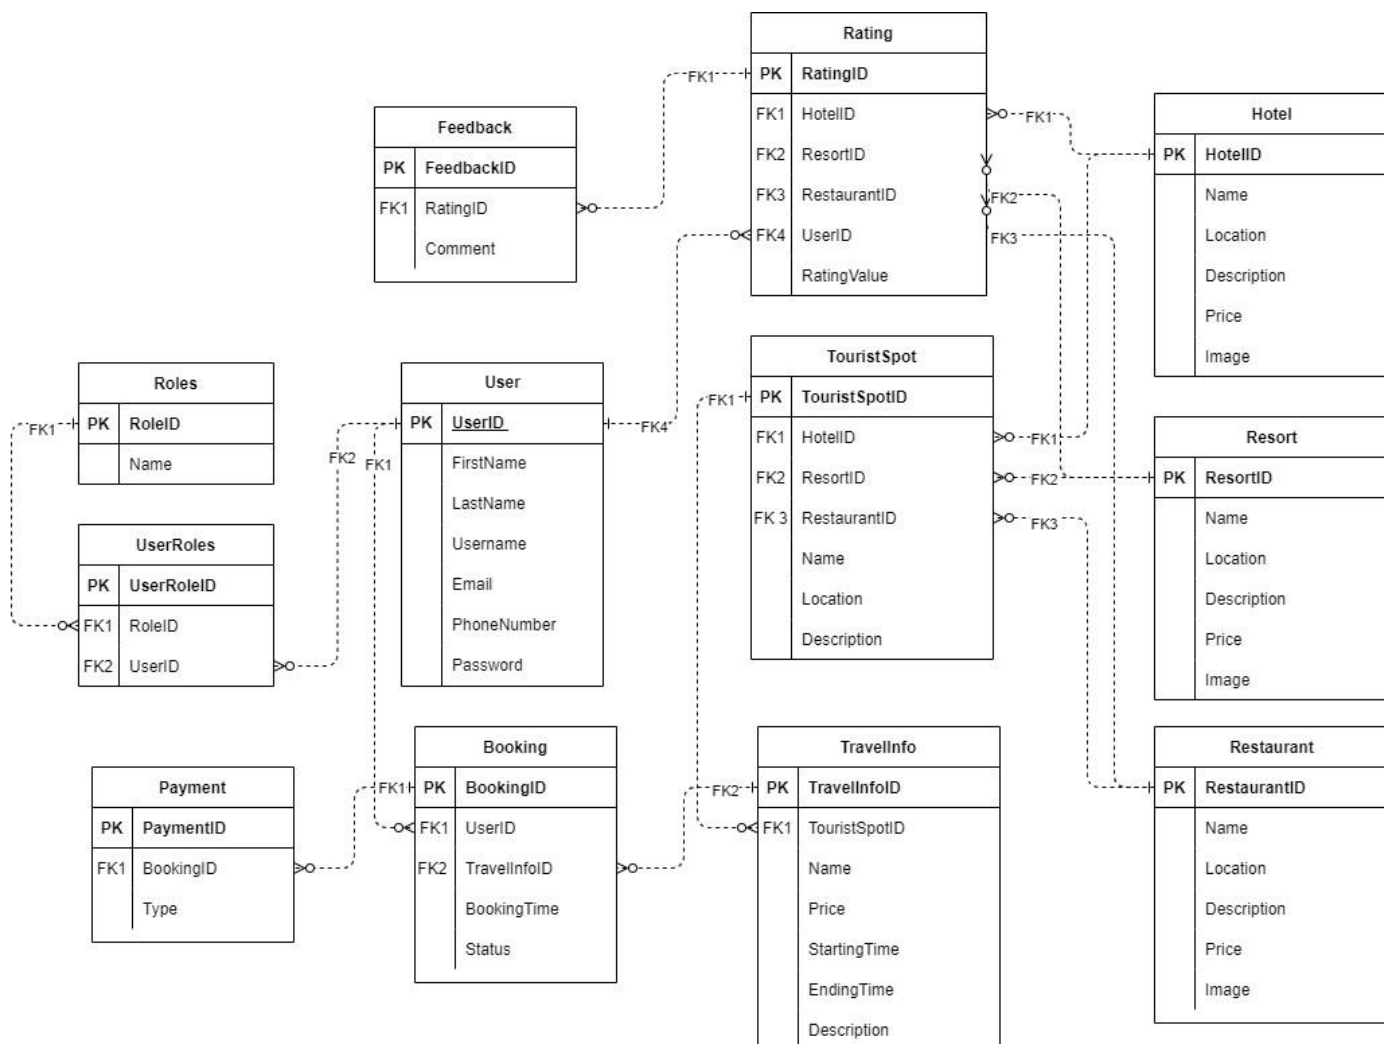 Rating
PK RatingID
FK1 HotelID
FK2 ResortID
FK3 RestaurantID
FK4 UserID
RatingValue
FK1
Feedback
PK FeedbackID
FK1 RatingID
Comment
FK1
FK2
FK3
Hotel
PK HotelID
Name
Location
Description
Price
Image
Roles
PK RoleID
Name
FK1
User
PK UserID
FirstName
LastName
Username
Email
PhoneNumber
Password
FK2
FK1
FK4
TouristSpot
PK TouristSpotID
FK1 HotelID
FK2 ResortID
FK 3 RestaurantID
Name
Location
Description
FK1
FK1
FK2
FK3
Resort
PK ResortID
Name
Location
Description
Price
Image
UserRoles
PK UserRoleID
FK1 RoleID
FK2 UserID
Payment
PK PaymentID
FK1 BookingID
Type
FK1
Booking
PK BookingID
FK1 UserID
FK2 TravelInfoID
BookingTime
Status
FK2
TravelInfo
PK TravelInfoID
FK1 TouristSpotID
Name
Price
StartingTime
EndingTime
Description
Restaurant
PK RestaurantID
Name
Location
Description
Price
Image